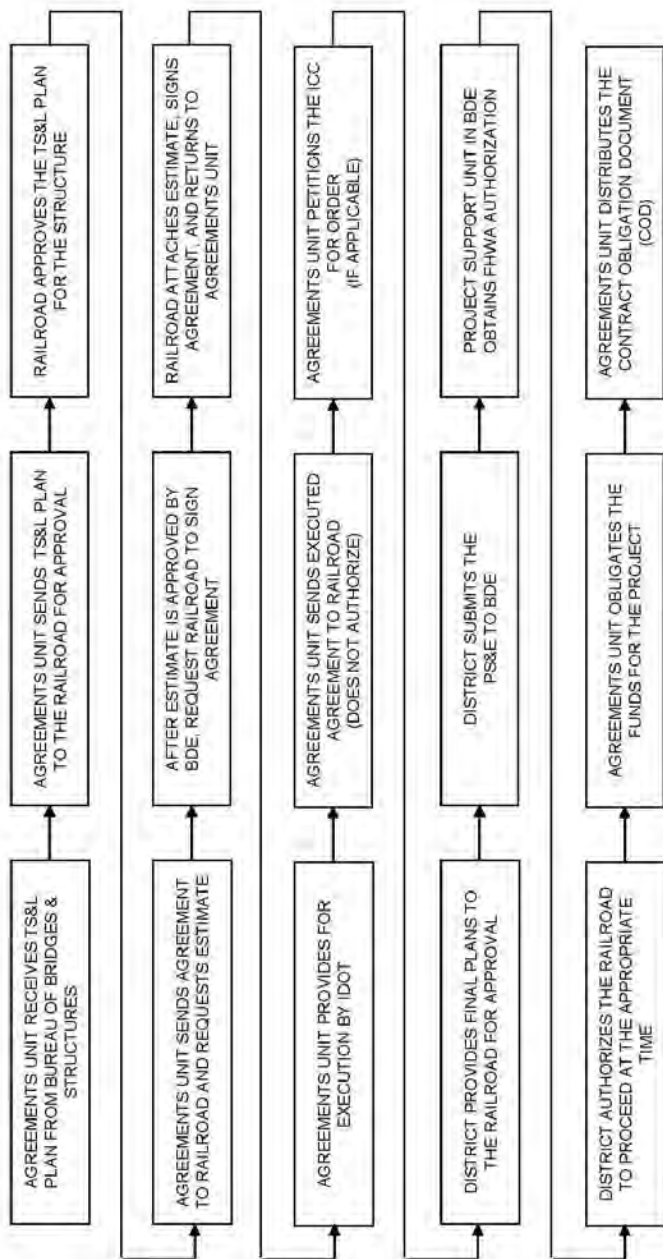 AGREEMENTS UNIT RECEIVES TS&L
PLAN FROM BUREAU OF BRIDGES &
STRUCTURES
AGREEMENTS UNIT SENDS TS&L PLAN
TO THE RAILROAD FOR APPROVAL
RAILROAD APPROVES THE TS&L PLAN
FOR THE STRUCTURE
AGREEMENTS UNIT SENDS AGREEMENT
TO RAILROAD AND REQUESTS ESTIMATE
AFTER ESTIMATE IS APPROVED BY
BDE, REQUEST RAILROAD TO SIGN
AGREEMENT
RAILROAD ATTACHES ESTIMATE, SIGNS
AGREEMENT, AND RETURNS TO
AGREEMENTS UNIT
AGREEMENTS UNIT PROVIDES FOR
EXECUTION BY IDOT
AGREEMENTS UNIT SENDS EXECUTED
AGREEMENT TO RAILROAD
(DOES NOT AUTHORIZE)
AGREEMENTS UNIT PETITIONS THE ICC
FOR ORDER
(IF APPLICABLE)
DISTRICT PROVIDES FINAL PLANS TO
THE RAILROAD FOR APPROVAL
DISTRICT SUBMITS THE
PS&E TO BDE
PROJECT SUPPORT UNIT IN BDE
OBTAINS FHWA AUTHORIZATION
DISTRICT AUTHORIZES THE RAILROAD
TO PROCEED AT THE APPROPRIATE
TIME
AGREEMENTS UNIT OBLIGATES THE
FUNDS FOR THE PROJECT
AGREEMENTS UNIT DISTRIBUTES THE
CONTRACT OBLIGATION DOCUMENT
(COD)